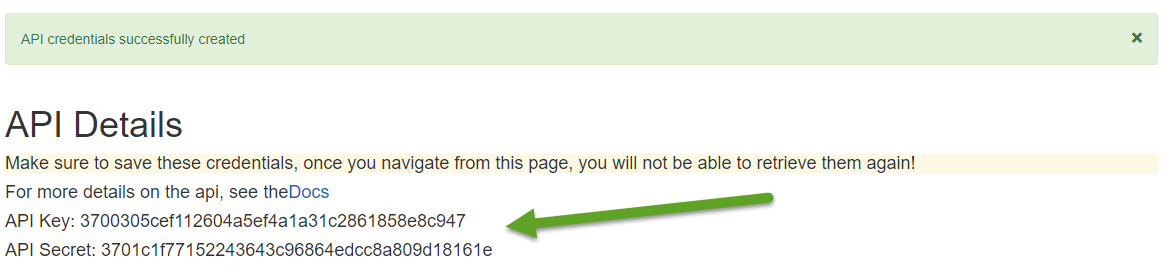 API credentials successfully created ×
API Details
Make sure to save these credentials, once you navigate from this page, you will not be able to retrieve them again!
For more details on the api, see theDocs
API Key: 3700305cef112604a5ef4a1a31c2861858e8c947
API Secret: 3701c1f77152243643c96864edcc8a809d18161e